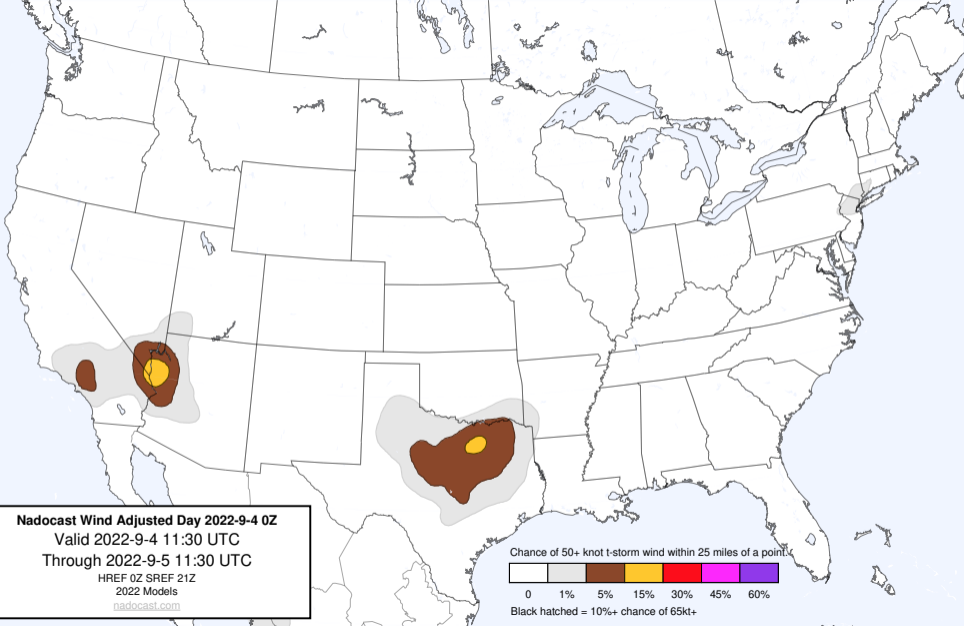 Nadocast Wind Adjusted Day 2022-9-4 0Z
Valid 2022-9-4 11:30 UTC
Through 2022-9-5 11:30 UTC
HREF 0Z SREF 21Z
2022 Models
nadocast.com
Chance of 50+ knot t-storm wind within 25 miles of a point.
0 1% 5% 15% 30% 45% 60%
Black hatched = 10%+ chance of 65kt+